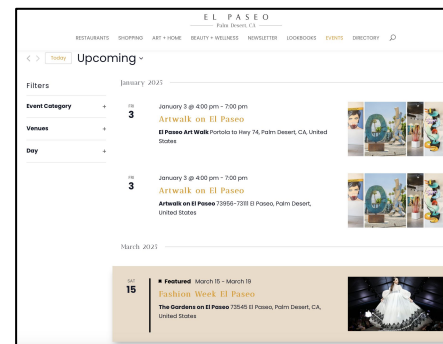 EL PASEO
Palm Desert, CA
RESTAURANTS SHOPPING ART + HOME BEAUTY + WELLNESS NEWSLETTER LOOKBOOKS EVENTS DIRECTORY
Today Upcoming
Filters
Event Category +
Venues +
Day +
January 2025
FRI
3
January 3 @ 4:00 pm - 7:00 pm
Artwalk on El Paseo
El Paseo Art Walk Portola to Hwy 74, Palm Desert, CA, United
States
FRI
3
January 3 @ 4:00 pm - 7:00 pm
Artwalk on El Paseo
Artwalk on El Paseo 73956-73111 El Paseo, Palm Desert,
United States
March 2025
SAT
15
Featured March 15 - March 19
Fashion Week El Paseo
The Gardens on El Paseo 73545 El Paseo, Palm Desert, CA,
United States